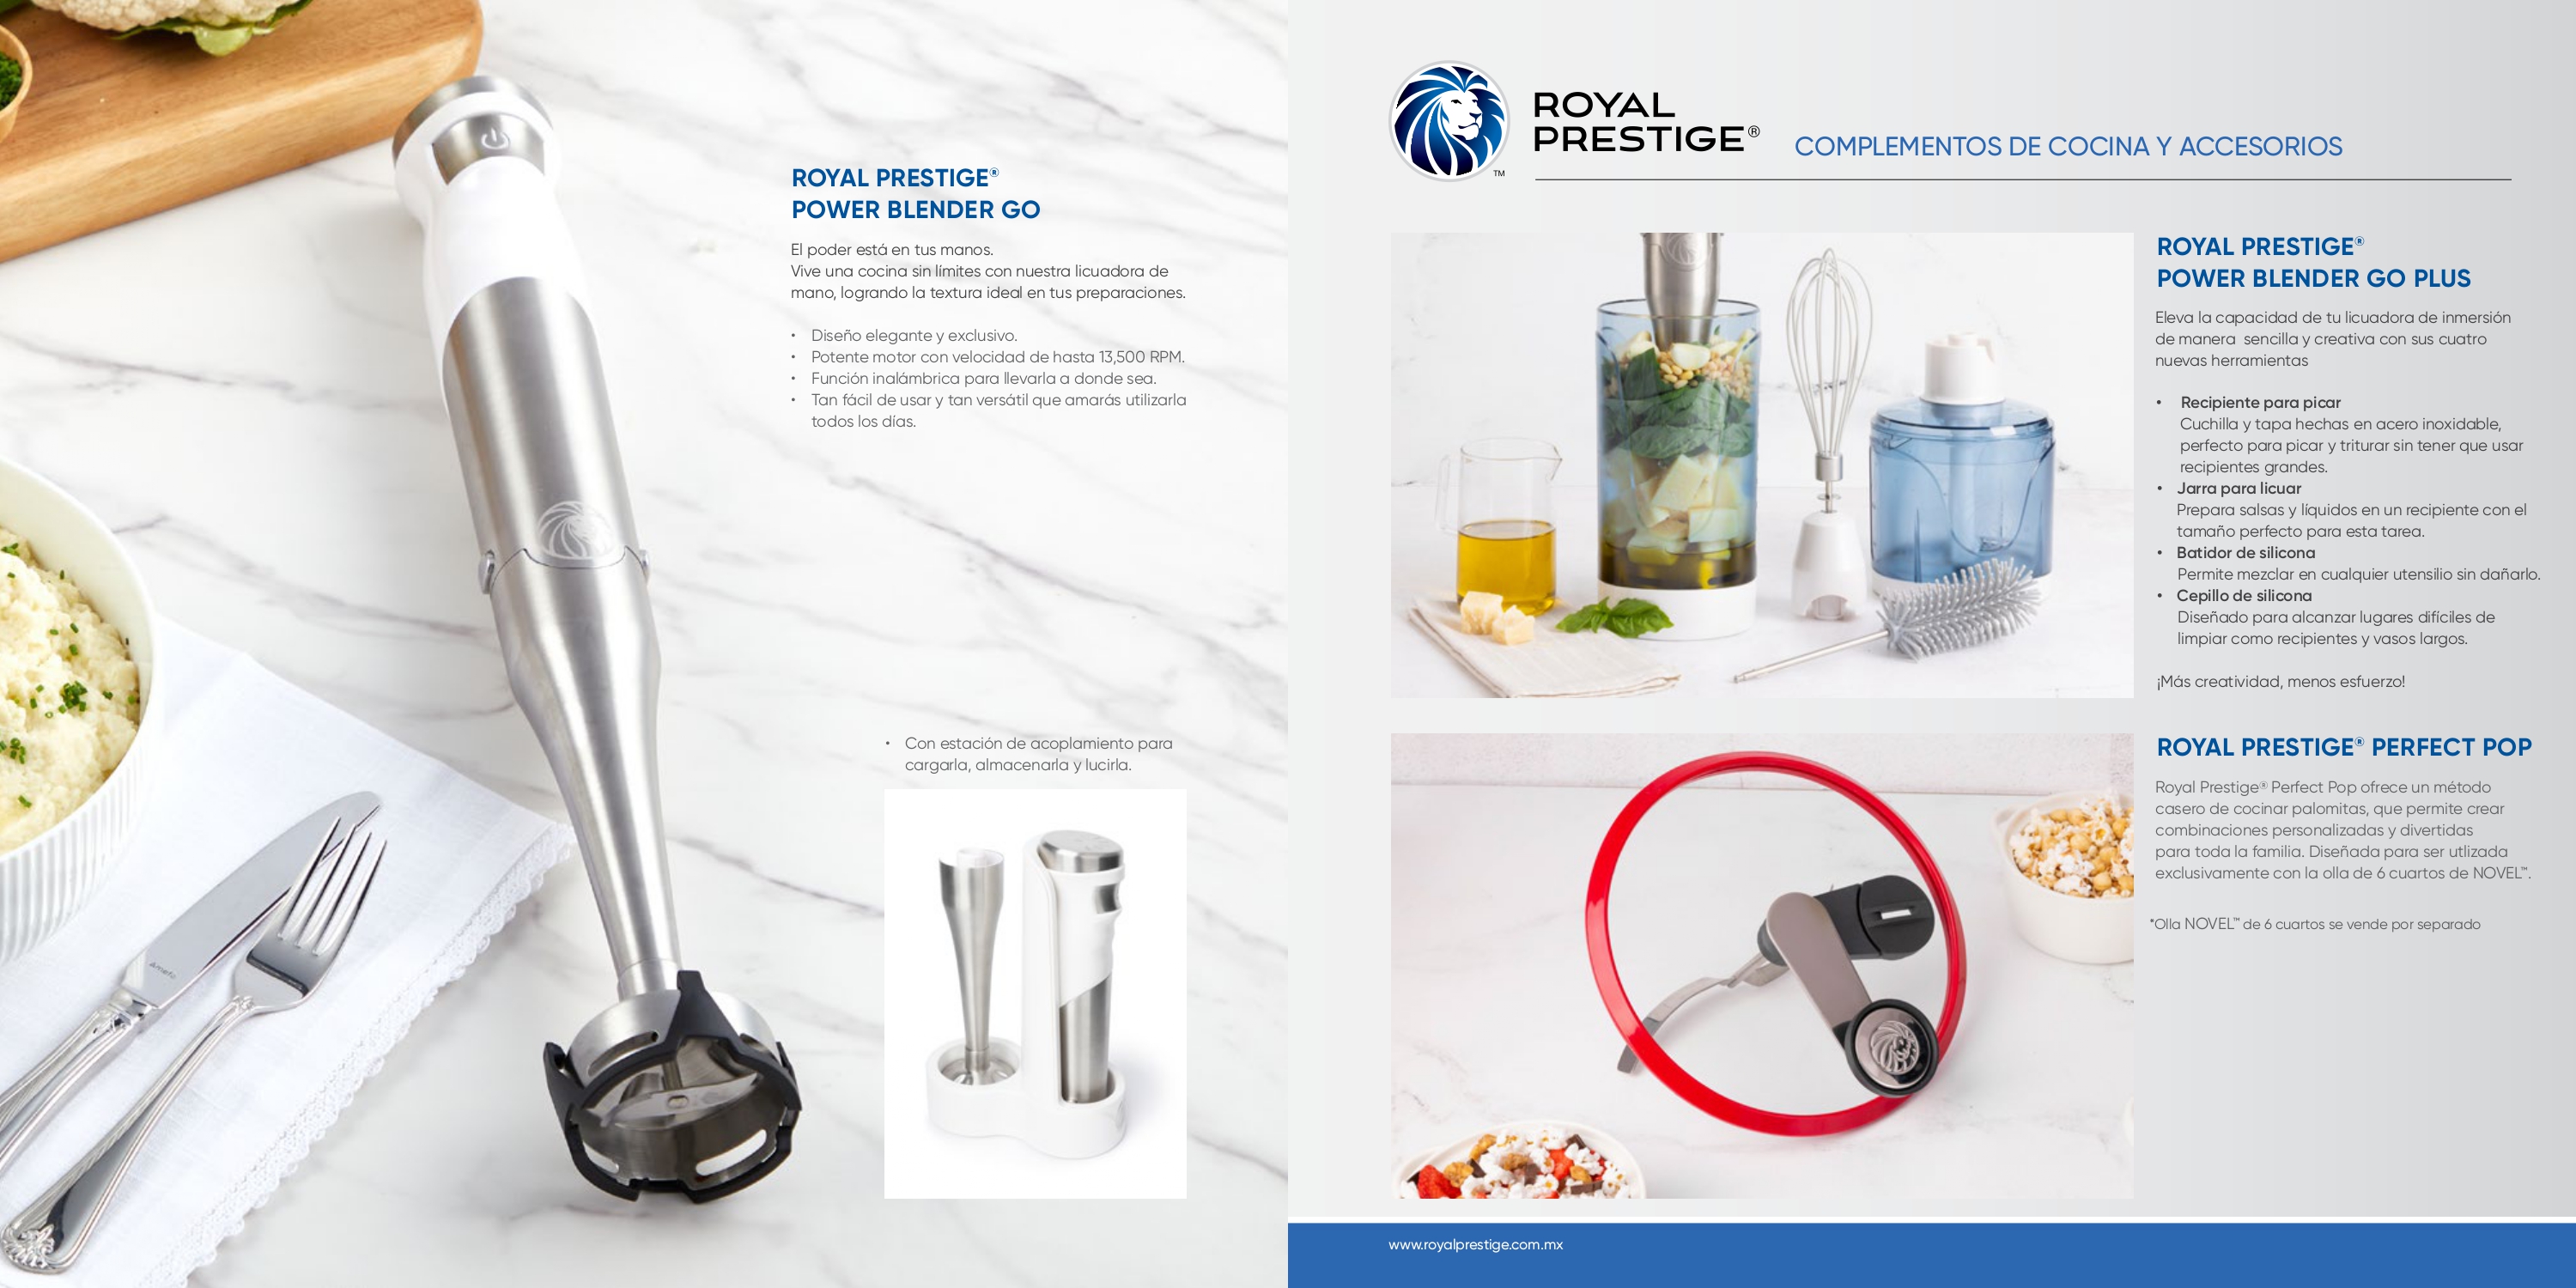 ROYAL PRESTIGE®
POWER BLENDER GO
El poder está en tus manos.
Vive una cocina sin límites con nuestra licuadora de
mano, logrando la textura ideal en tus preparaciones.
• Diseño elegante y exclusivo.
• Potente motor con velocidad de hasta 13,500 RPM.
• Función inalámbrica para llevarla a donde sea.
• Tan fácil de usar y tan versátil que amarás utilizarla
todos los días.
• Con estación de acoplamiento para
cargarla, almacenarla y lucirla.
ROYAL
PRESTIGE®
TM
COMPLEMENTOS DE COCINA Y ACCESORIOS
ROYAL PRESTIGE®
POWER BLENDER GO PLUS
Eleva la capacidad de tu licuadora de inmersión
de manera sencilla y creativa con sus cuatro
nuevas herramientas
• Recipiente para picar
Cuchilla y tapa hechas en acero inoxidable,
perfecto para picar y triturar sin tener que usar
recipientes grandes.
• Jarra para licuar
Prepara salsas y líquidos en un recipiente con el
tamaño perfecto para esta tarea.
• Batidor de silicona
Permite mezclar en cualquier utensilio sin dañarlo.
• Cepillo de silicona
Diseñado para alcanzar lugares difíciles de
limpiar como recipientes y vasos largos.
¡Más creatividad, menos esfuerzo!
ROYAL PRESTIGE® PERFECT POP
Royal Prestige® Perfect Pop ofrece un método
casero de cocinar palomitas, que permite crear
combinaciones personalizadas y divertidas
para toda la familia. Diseñada para ser utlizada
exclusivamente con la olla de 6 cuartos de NOVEL™.
*Olla NOVEL™ de 6 cuartos se vende por separado
www.royalprestige.com.mx